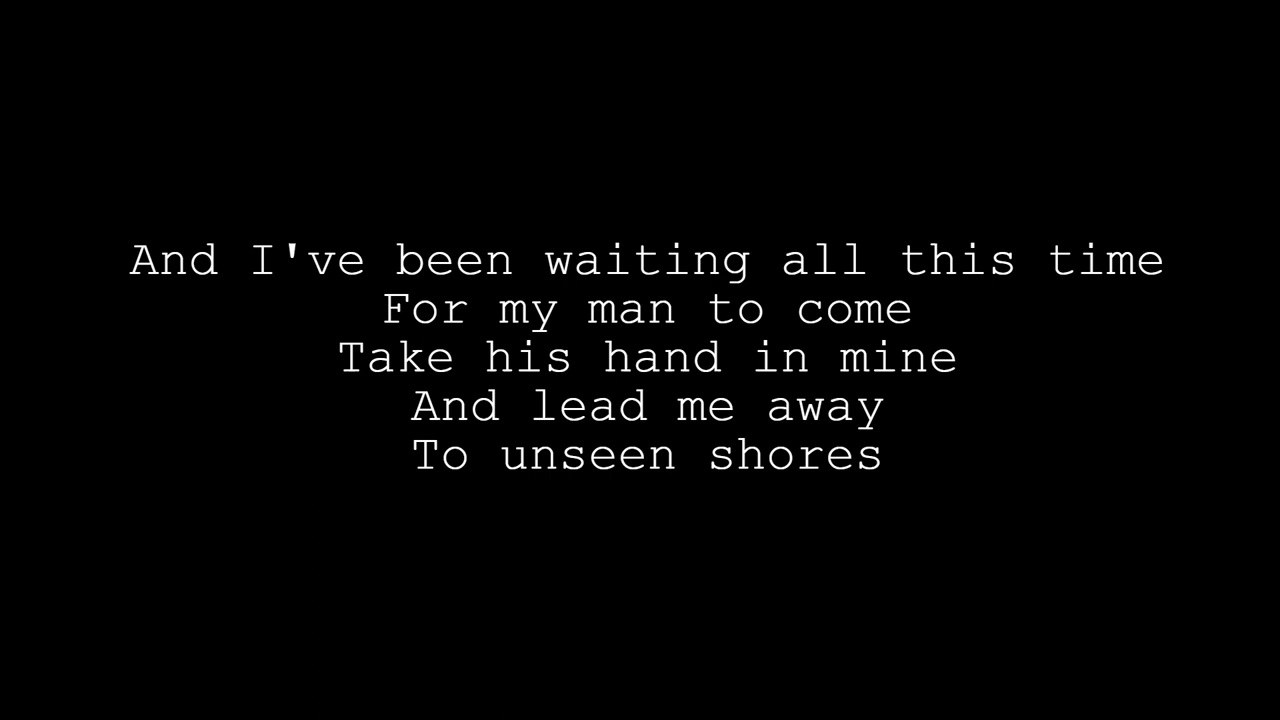 And I've been waiting all this time
For my man to come
Take his hand in mine
And lead me away
To unseen shores